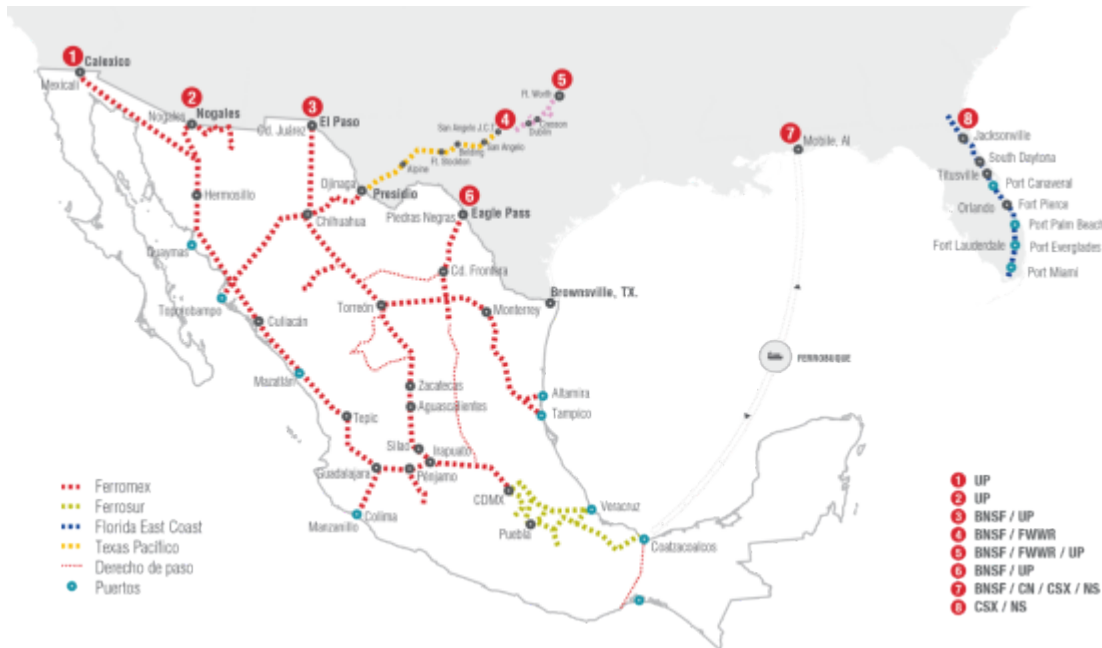 1 Calexico
Mexicali
2 Nogales
Nogales
3 El Paso
Cd. Juárez
5
Ft. Worth
4
San Angelo J.C.T.
Cresson
Dublin
San Angelo
Belding
Ft. Stockton
Alpine
Ojinaga
Presidio
6 Eagle Pass
Piedras Negras
7
Mobile, Al
8
Jacksonville
South Daytona
Titusville
Port Canaveral
Orlando
Fort Pierce
Port Palm Beach
Fort Lauderdale
Port Everglades
Port Miami
Hermosillo
Chihuahua
Guaymas
Cd. Frontera
Topolobampo
Torreón
Monterrey
Brownsville, TX.
Culiacán
FERROBUQUE
Mazatlán
Zacatecas
Altamira
Aguascalientes
Tampico
Tepic
Silao
Irapuato
Guadalajara
Pénjamo
CDMX
Veracruz
Manzanillo
Colima
Puebla
Coatzacoalcos
Ferromex
Ferrosur
Florida East Coast
Texas Pacífico
Derecho de paso
Puertos
1 UP
2 UP
3 BNSF / UP
4 BNSF / FWWR
5 BNSF / FWWR / UP
6 BNSF / UP
7 BNSF / CN / CSX / NS
8 CSX / NS